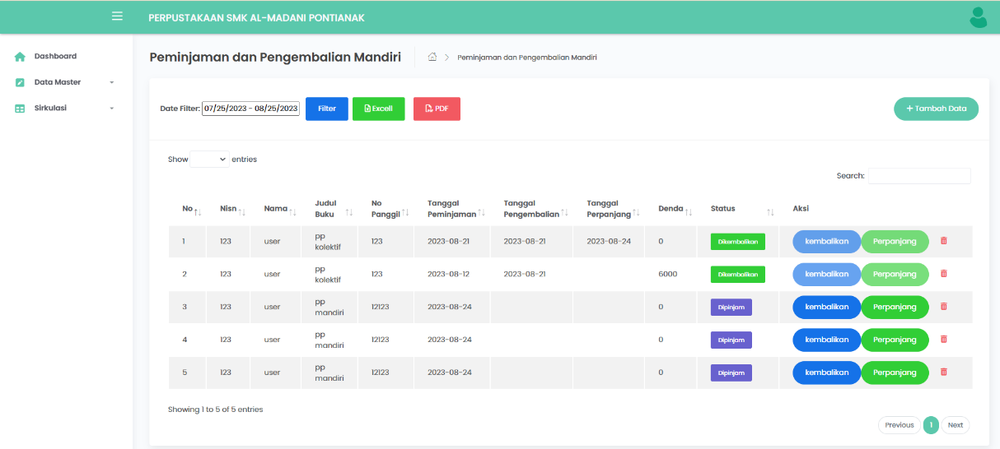 PERPUSTAKAAN SMK AL-MADANI PONTIANAK
Dashboard
Data Master
Sirkulasi
Peminjaman dan Pengembalian Mandiri
> Peminjaman dan Pengembalian Mandiri
Date Filter: 07/25/2023 - 08/25/2023 Filter Excell PDF + Tambah Data
Show entries
Search:
No Nisn Nama Judul Buku No Panggil Tanggal Peminjaman Tanggal Pengembalian Tanggal Perpanjang Denda Status Aksi
1 123 user pp kolektif 123 2023-08-21 2023-08-21 2023-08-24 0 Dikembalikan kembalikan Perpanjang
2 123 user pp kolektif 123 2023-08-12 2023-08-21 6000 Dikembalikan kembalikan Perpanjang
3 123 user pp mandiri 12123 2023-08-24 0 Dipinjam kembalikan Perpanjang
4 123 user pp mandiri 12123 2023-08-24 0 Dipinjam kembalikan Perpanjang
5 123 user pp mandiri 12123 2023-08-24 0 Dipinjam kembalikan Perpanjang
Showing 1 to 5 of 5 entries
Previous 1 Next